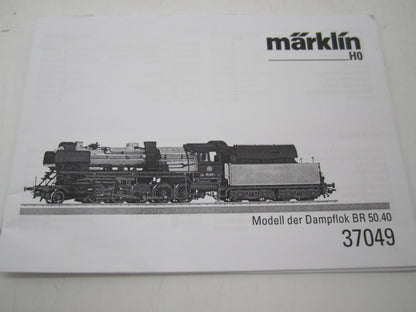 märklin
H0
Modell der Dampflok BR 50.40
37049